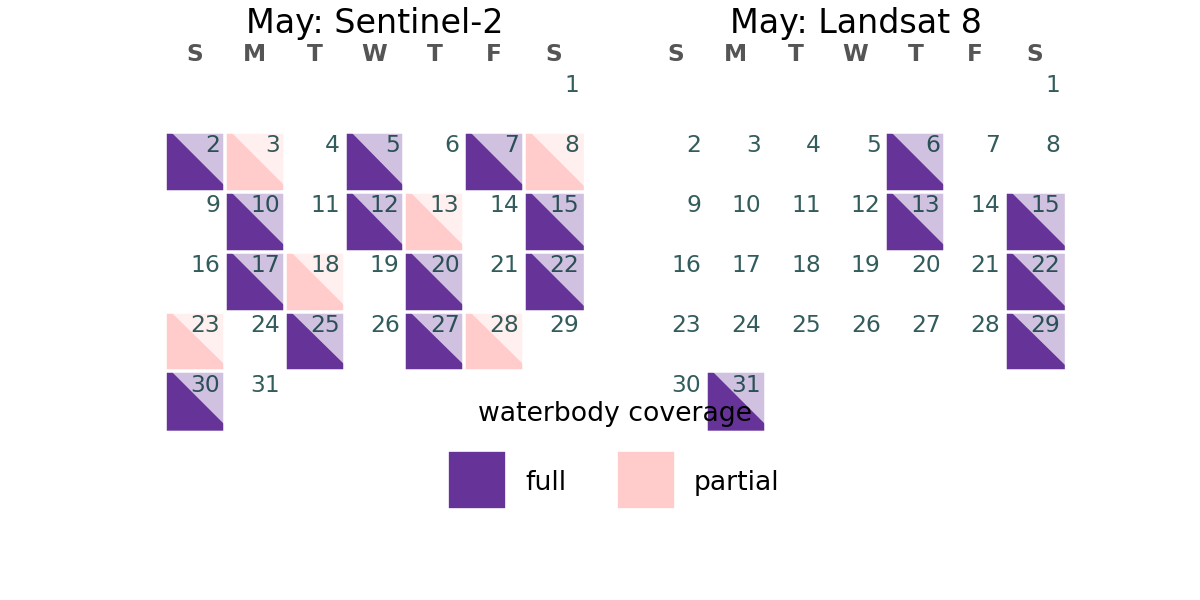 May: Sentinel-2
S M T W T F S
1
2 3 4 5 6 7 8
9 10 11 12 13 14 15
16 17 18 19 20 21 22
23 24 25 26 27 28 29
30 31
May: Landsat 8
S M T W T F S
1
2 3 4 5 6 7 8
9 10 11 12 13 14 15
16 17 18 19 20 21 22
23 24 25 26 27 28 29
30 31
waterbody coverage
full partial